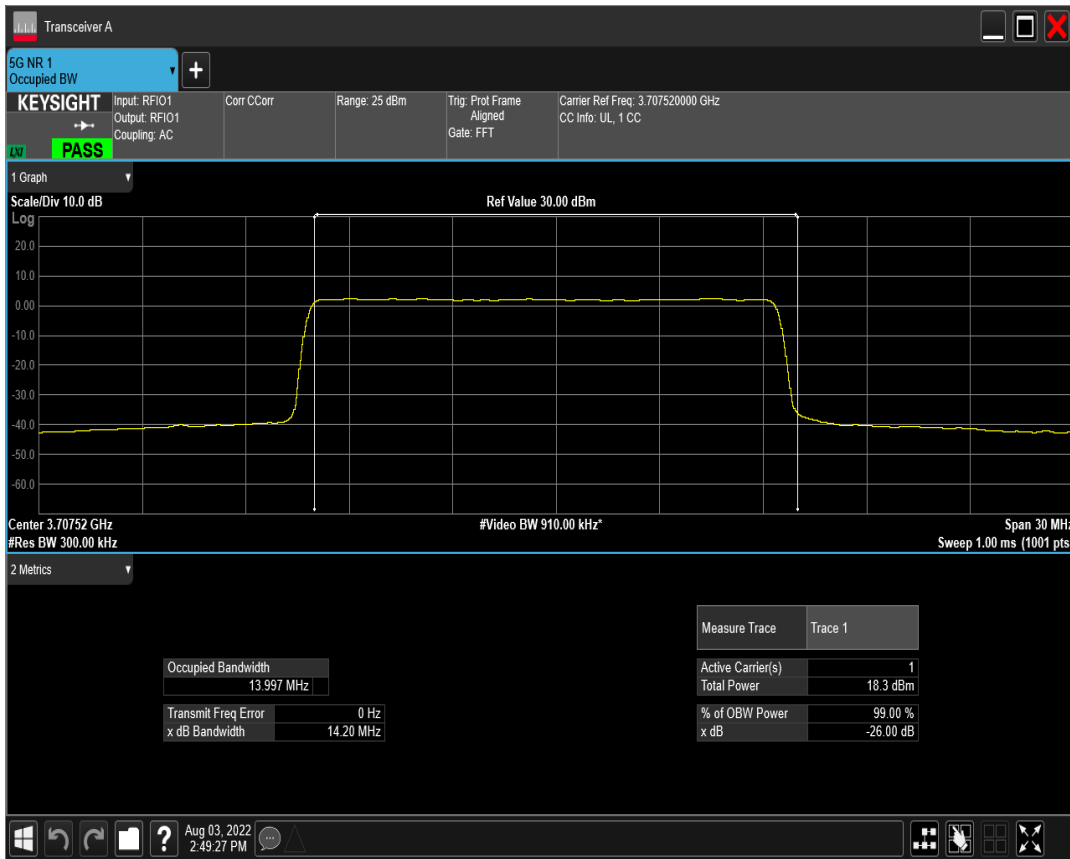 Transceiver A
5G NR 1
Occupied BW
KEYSIGHT
LXI
PASS
Input: RFIO1
Output: RFIO1
Coupling: AC
Corr CCorr
Range: 25 dBm
Trig: Prot Frame
Aligned
Gate: FFT
Carrier Ref Freq: 3.707520000 GHz
CC Info: UL, 1 CC
1 Graph
Scale/Div 10.0 dB
Ref Value 30.00 dBm
Log
20.0
10.0
0.00
-10.0
-20.0
-30.0
-40.0
-50.0
-60.0
Center 3.70752 GHz
#Video BW 910.00 kHz*
Span 30 MHz
#Res BW 300.00 kHz
Sweep 1.00 ms (1001 pts
2 Metrics
Measure Trace Trace 1
Occupied Bandwidth
13.997 MHz
Active Carrier(s) 1
Total Power 18.3 dBm
Transmit Freq Error 0 Hz
x dB Bandwidth 14.20 MHz
% of OBW Power 99.00 %
x dB -26.00 dB
?
Aug 03, 2022
2:49:27 PM